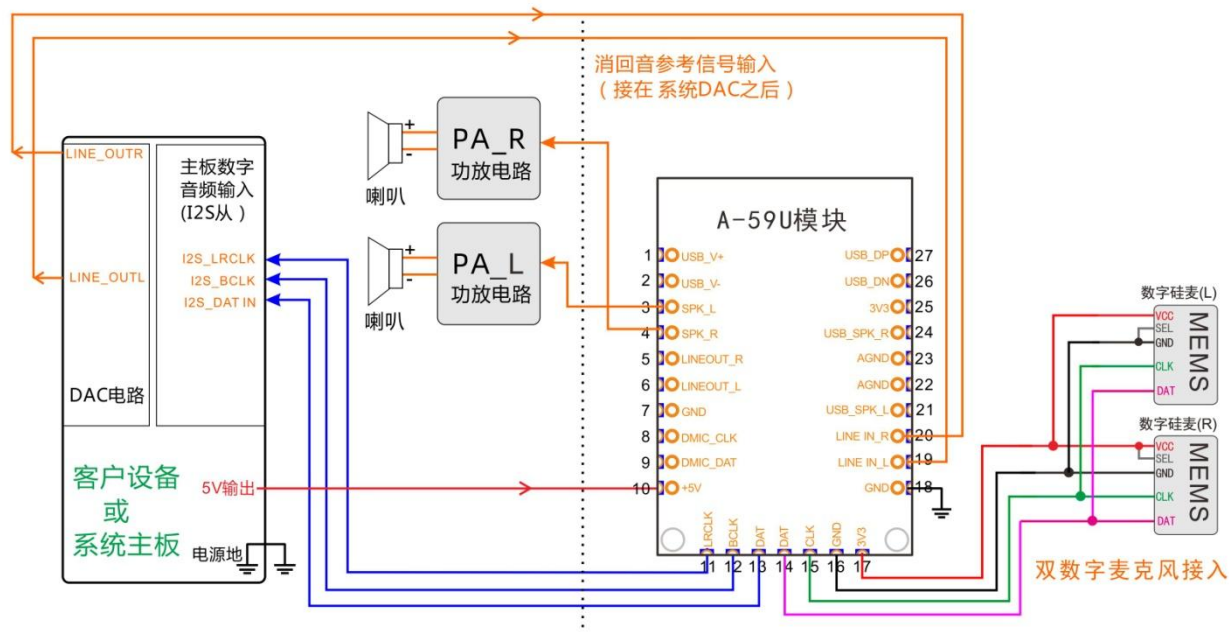 消回音参考信号输入
（接在 系统DAC之后）
LINE_OUTR
主板数字
音频输入
(I2S从 ）
I2S_LRCLK
I2S_BCLK
I2S_DAT IN
LINE_OUTL
DAC电路
客户设备
或
系统主板
5V输出
电源地
+
-
喇叭
PA_R
功放电路
+
-
喇叭
PA_L
功放电路
A-59U模块
1 USB_V+
2 USB_V-
3 SPK_L
4 SPK_R
5 LINEOUT_R
6 LINEOUT_L
7 GND
8 DMIC_CLK
9 DMIC_DAT
10 +5V
USB_DP 27
USB_DN 26
3V3 25
USB_SPK_R 24
AGND 23
AGND 22
USB_SPK_L 21
LINE IN_R 20
LINE IN_L 19
GND 18
LRCLK
BCLK
DAT
DAT
CLK
GND
3V3
11 12 13 14 15 16 17
数字硅麦(L)
VCC
SEL
GND
CLK
DAT
MEMS
数字硅麦(R)
VCC
SEL
GND
CLK
DAT
MEMS
双数字麦克风接入